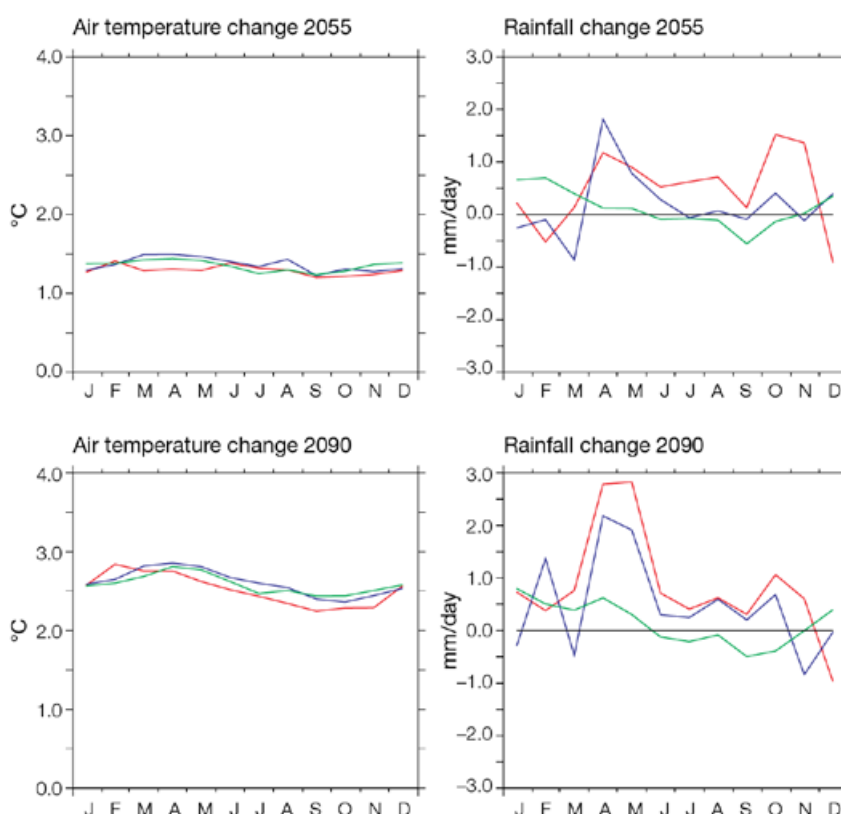 Air temperature change 2055
4.0
3.0
2.0
1.0
0.0
°C
J F M A M J J A S O N D
Rainfall change 2055
3.0
2.0
1.0
0.0
–1.0
–2.0
–3.0
mm/day
J F M A M J J A S O N D
Air temperature change 2090
4.0
3.0
2.0
1.0
0.0
°C
J F M A M J J A S O N D
Rainfall change 2090
3.0
2.0
1.0
0.0
–1.0
–2.0
–3.0
mm/day
J F M A M J J A S O N D